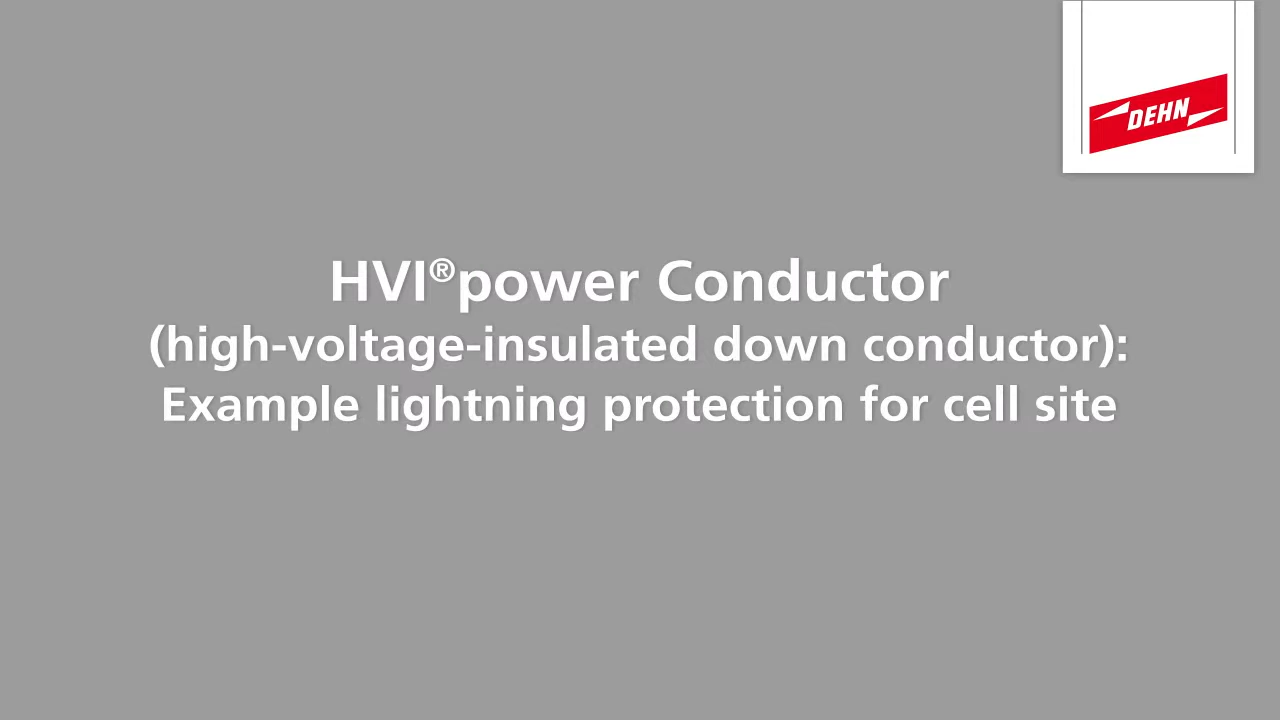 DEHN
HVI®power Conductor
(high-voltage-insulated down conductor):
Example lightning protection for cell site